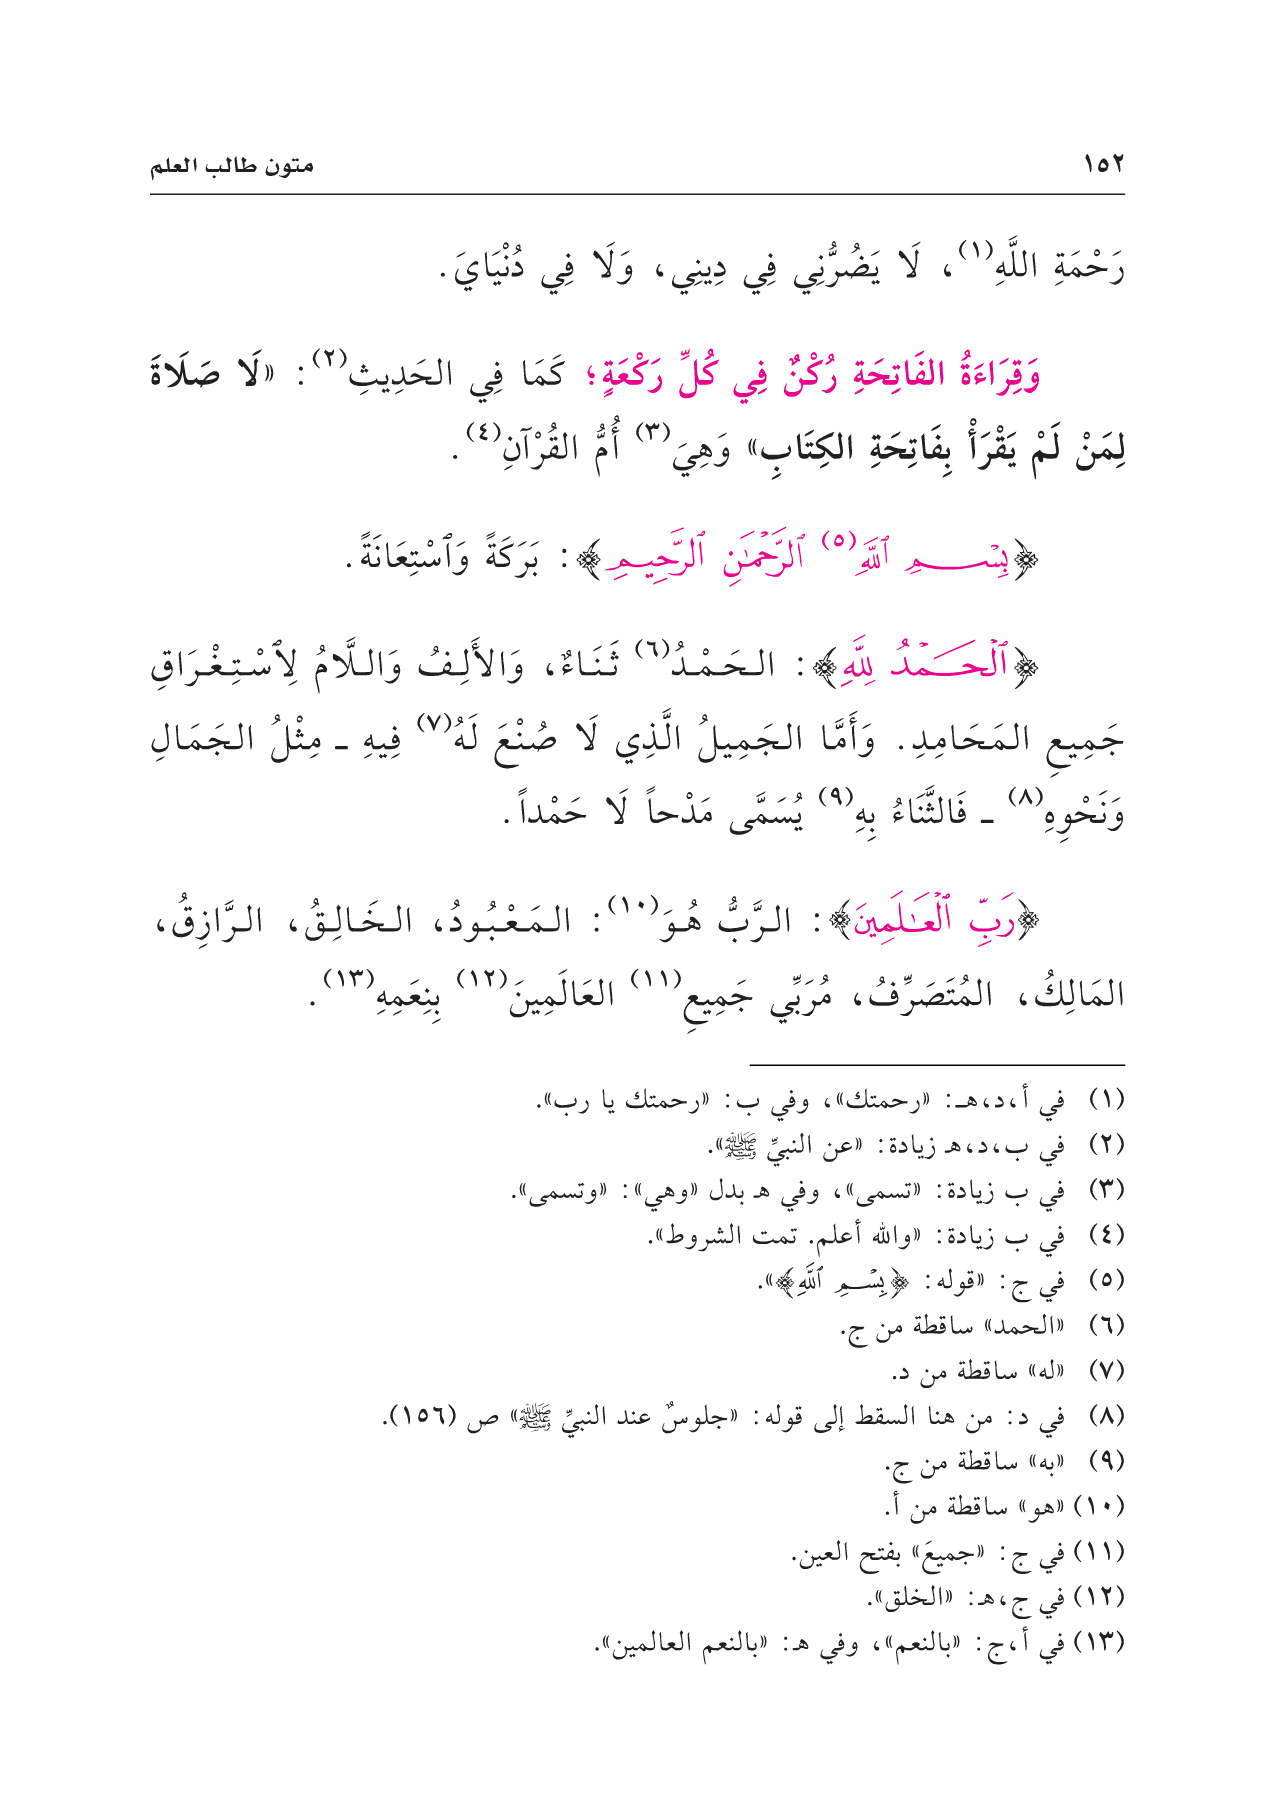 ١٥٢
متون طالب العلم
رَحْمَةِ اللَّهِ(١)، لَا يَضُرُّنِي فِي دِينِي، وَلَا فِي دُنْيَايَ.
وَقِرَاءَةُ الفَاتِحَةِ رُكْنٌ فِي كُلِّ رَكْعَةٍ؛ كَمَا فِي الحَدِيثِ(٢): «لَا صَلَاةَ
لِمَنْ لَمْ يَقْرَأْ بِفَاتِحَةِ الكِتَابِ» وَهِيَ(٣) أُمُّ القُرْآنِ(٤).
﴿بِسْمِ ٱللَّهِ(٥) ٱلرَّحْمَٰنِ ٱلرَّحِيمِ﴾: بَرَكَةً وَٱسْتِعَانَةً.
﴿ٱلْحَمْدُ لِلَّهِ﴾: الحَمْدُ(٦) ثَنَاءٌ، وَالأَلِفُ وَاللَّامُ لِٱسْتِغْرَاقِ
جَمِيعِ المَحَامِدِ. وَأَمَّا الجَمِيلُ الَّذِي لَا صُنْعَ لَهُ(٧) فِيهِ ـ مِثْلُ الجَمَالِ
وَنَحْوِهِ(٨) ـ فَالثَّنَاءُ بِهِ(٩) يُسَمَّى مَدْحاً لَا حَمْداً.
﴿رَبِّ ٱلْعَٰلَمِينَ﴾: الرَّبُّ هُوَ(١٠): المَعْبُودُ، الخَالِقُ، الرَّازِقُ،
المَالِكُ، المُتَصَرِّفُ، مُرَبِّي جَمِيعِ(١١) العَالَمِينَ(١٢) بِنِعَمِهِ(١٣).
(١) في أ،د،هـ: «رحمتك»، وفي ب: «رحمتك يا رب».
(٢) في ب،د،هـ زيادة: «عن النبيِّ ﷺ».
(٣) في ب زيادة: «تسمى»، وفي هـ بدل «وهي»: «وتسمى».
(٤) في ب زيادة: «والله أعلم. تمت الشروط».
(٥) في ج: «قوله: ﴿بِسْمِ ٱللَّهِ﴾».
(٦) «الحمد» ساقطة من ج.
(٧) «له» ساقطة من د.
(٨) في د: من هنا السقط إلى قوله: «جلوسٌ عند النبيِّ ﷺ» ص (١٥٦).
(٩) «به» ساقطة من ج.
(١٠) «هو» ساقطة من أ.
(١١) في ج: «جميعَ» بفتح العين.
(١٢) في ج،هـ: «الخلق».
(١٣) في أ،ج: «بالنعم»، وفي هـ: «بالنعم العالمين».